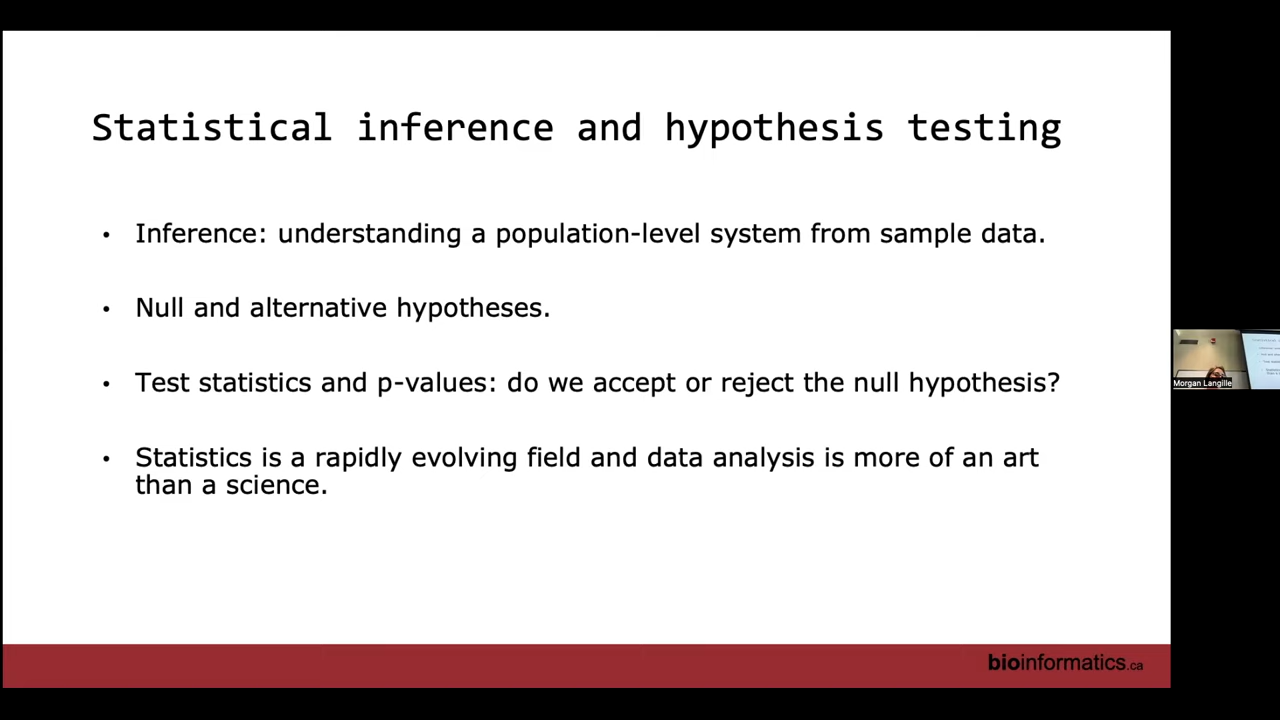 Statistical inference and hypothesis testing
• Inference: understanding a population-level system from sample data.
• Null and alternative hypotheses.
• Test statistics and p-values: do we accept or reject the null hypothesis?
• Statistics is a rapidly evolving field and data analysis is more of an art
than a science.
Morgan Langille
bioinformatics.ca